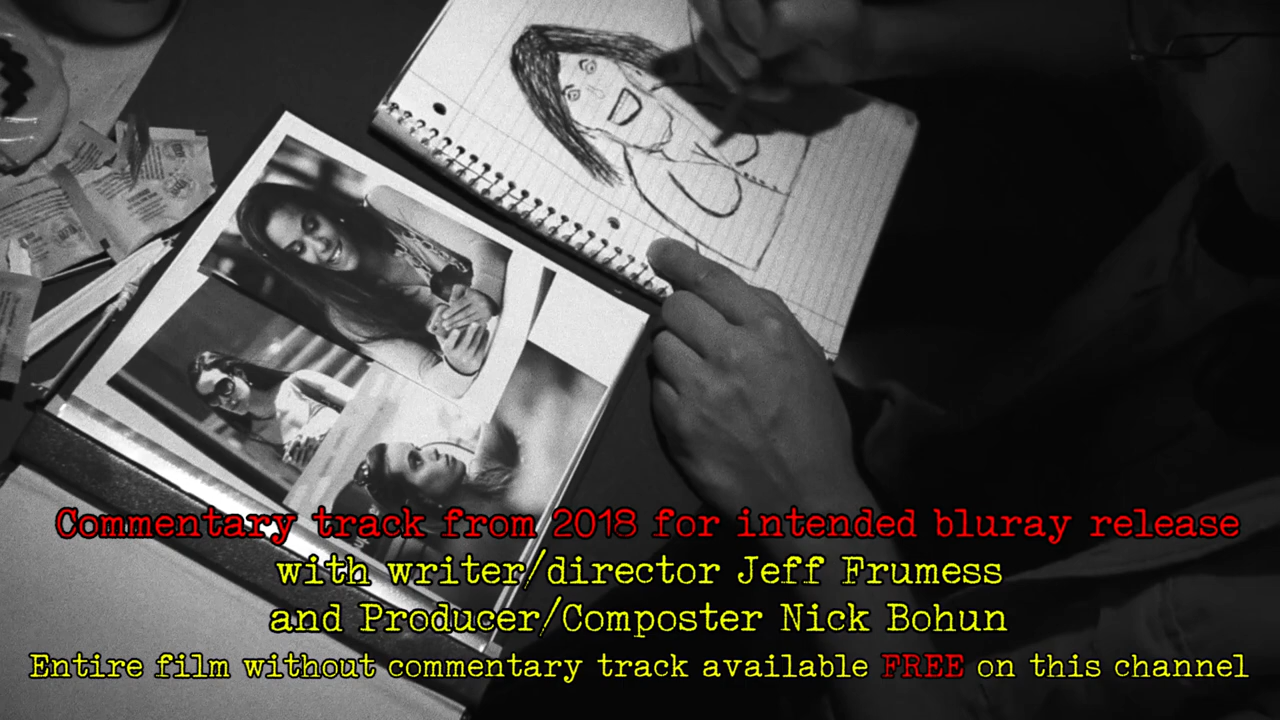 Commentary track from 2018 for intended bluray release
with writer/director Jeff Frumess
and Producer/Composter Nick Bohun
Entire film without commentary track available FREE on this channel